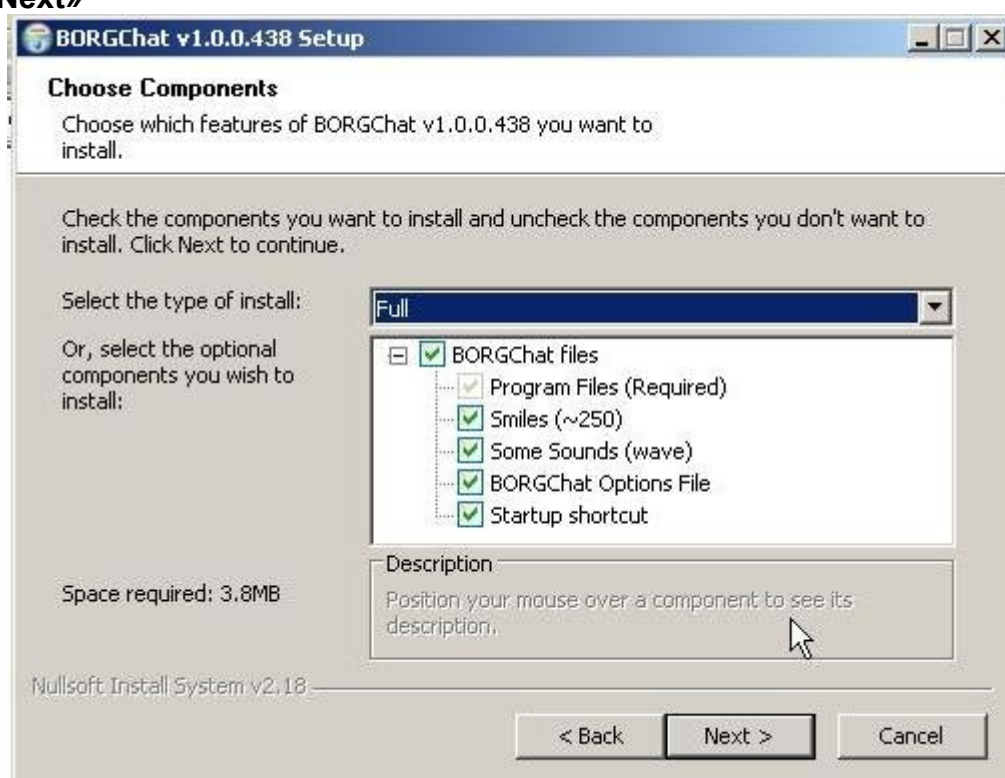 Next»
BORGChat v1.0.0.438 Setup
Choose Components
Choose which features of BORGChat v1.0.0.438 you want to
install.
Check the components you want to install and uncheck the components you don't want to
install. Click Next to continue.
Select the type of install:
Full
Or, select the optional
components you wish to
install:
BORGChat files
Program Files (Required)
Smiles (~250)
Some Sounds (wave)
BORGChat Options File
Startup shortcut
Space required: 3.8MB
Description
Position your mouse over a component to see its
description.
Nullsoft Install System v2.18
< Back
Next >
Cancel